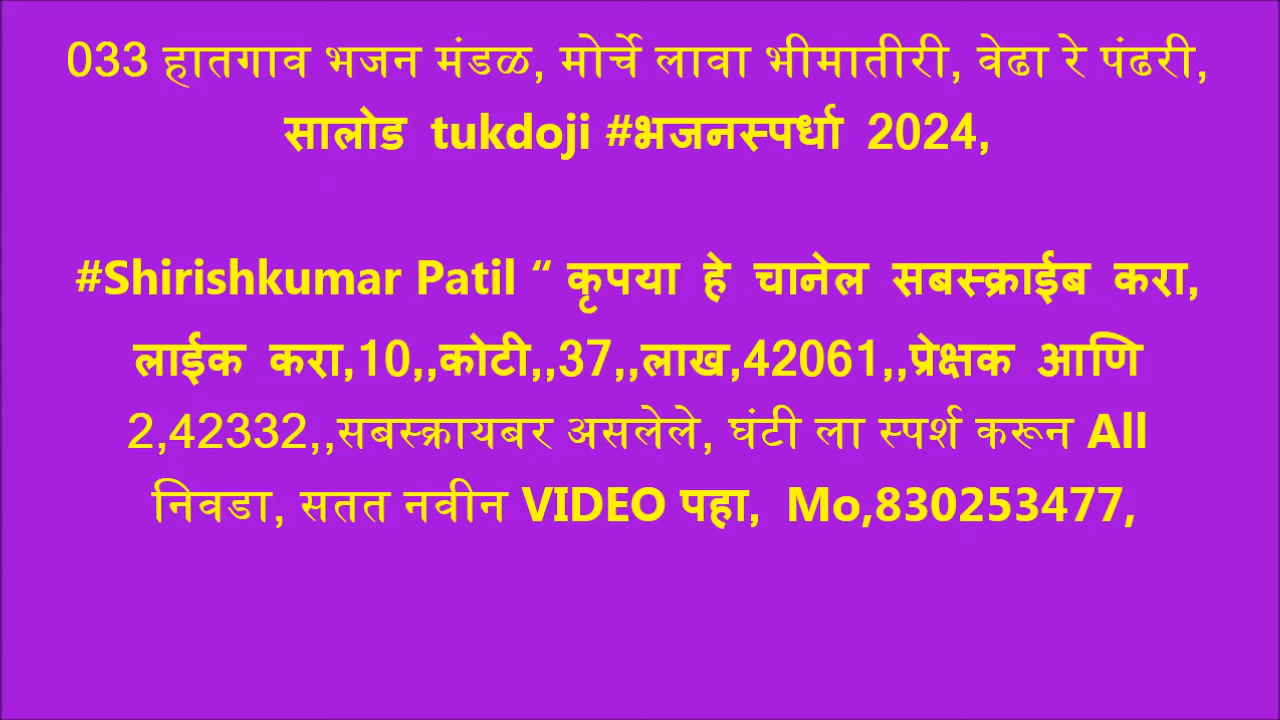 033 हातगाव भजन मंडळ, मोर्चे लावा भीमातीरी, वेढा रे पंढरी,
सालोड tukdoji #भजनस्पर्धा 2024,
#Shirishkumar Patil “ कृपया हे चानेल सबस्क्राईब करा,
लाईक करा,10,,कोटी,,37,,लाख,42061,,प्रेक्षक आणि
2,42332,,सबस्क्रायबर असलेले, घंटी ला स्पर्श करून All
निवडा, सतत नवीन VIDEO पहा, Mo,830253477,